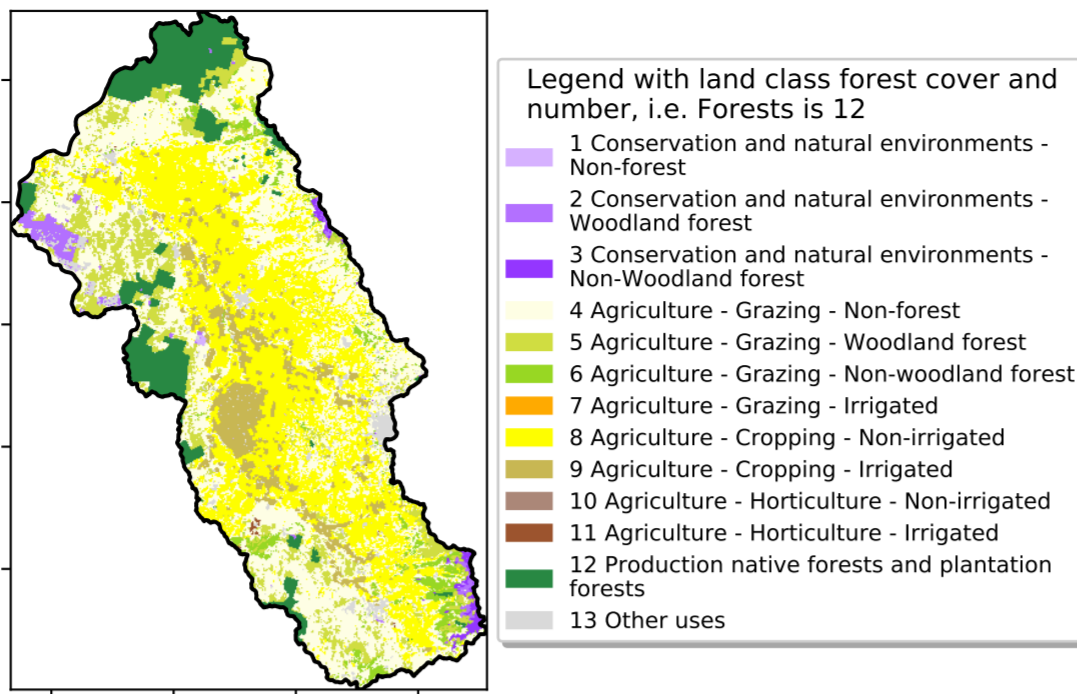 Legend with land class forest cover and
number, i.e. Forests is 12
1 Conservation and natural environments -
Non-forest
2 Conservation and natural environments -
Woodland forest
3 Conservation and natural environments -
Non-Woodland forest
4 Agriculture - Grazing - Non-forest
5 Agriculture - Grazing - Woodland forest
6 Agriculture - Grazing - Non-woodland forest
7 Agriculture - Grazing - Irrigated
8 Agriculture - Cropping - Non-irrigated
9 Agriculture - Cropping - Irrigated
10 Agriculture - Horticulture - Non-irrigated
11 Agriculture - Horticulture - Irrigated
12 Production native forests and plantation
forests
13 Other uses